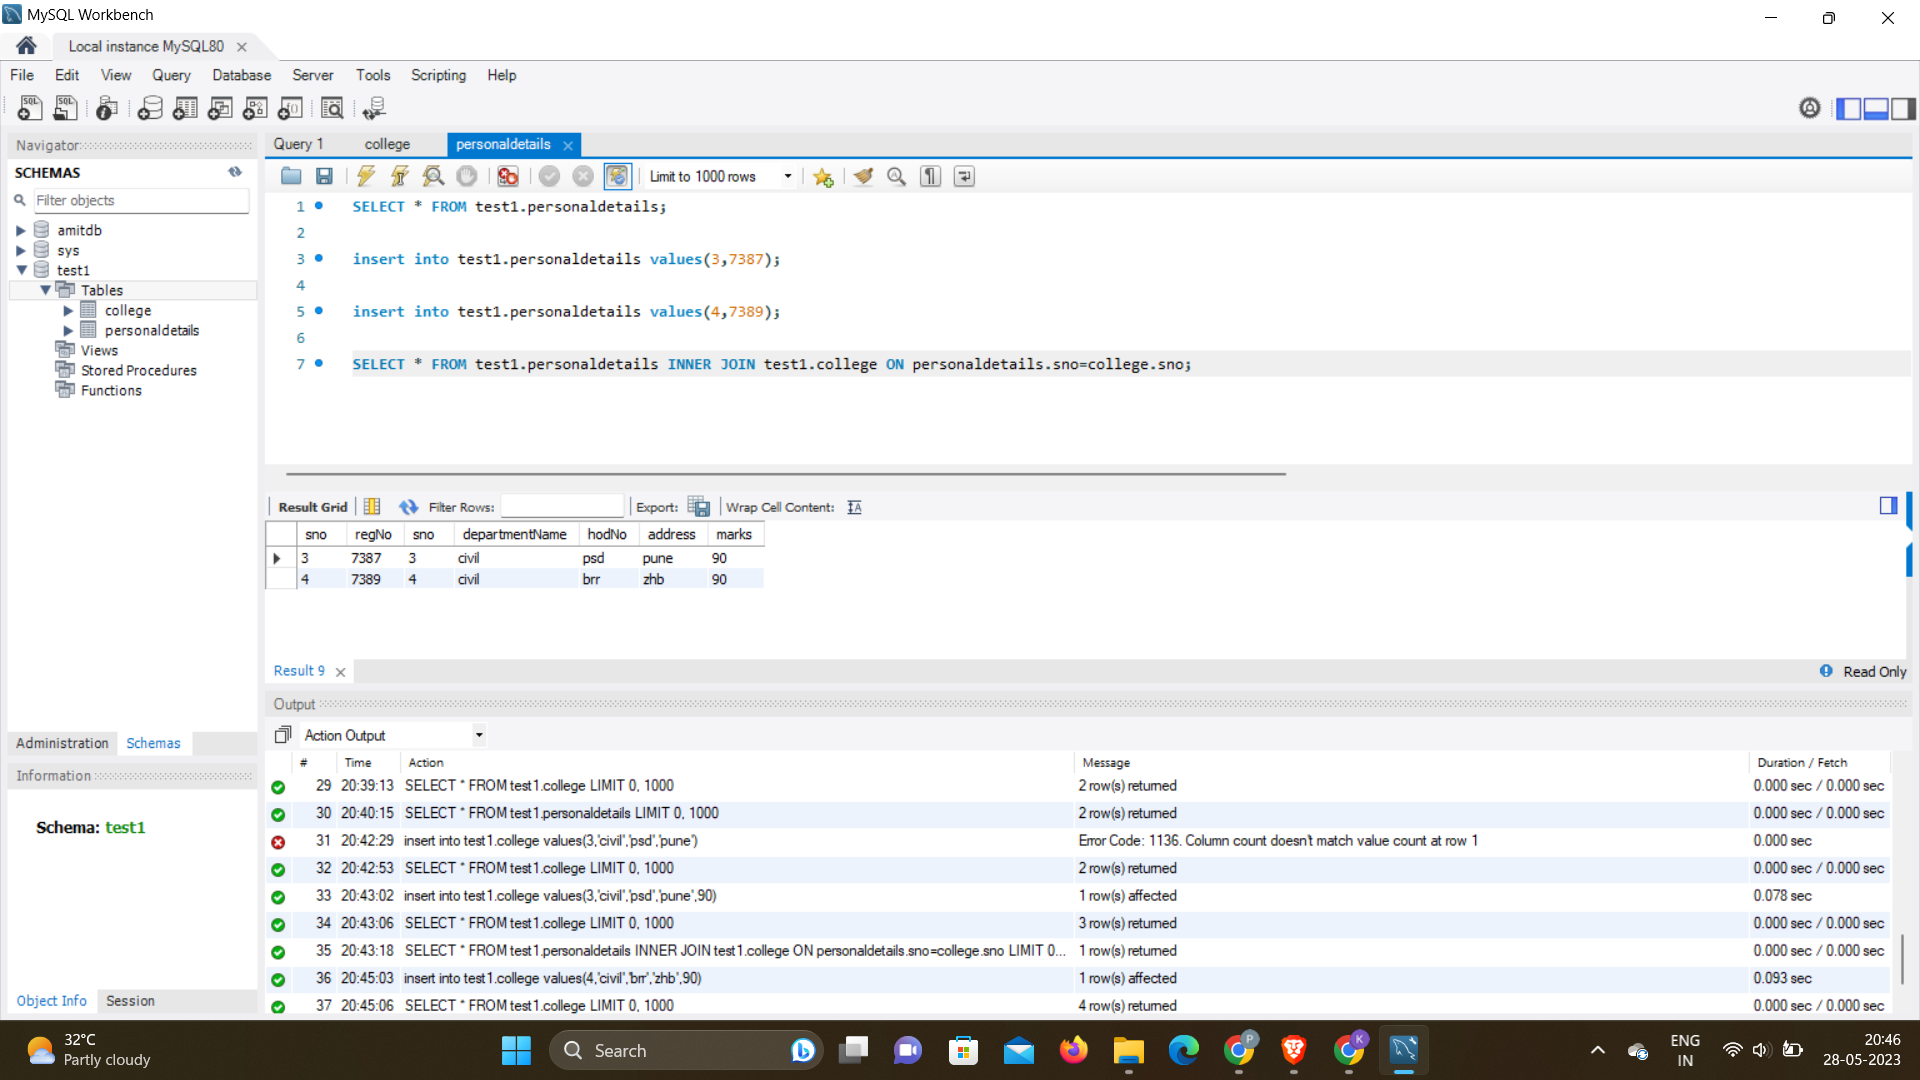 MySQL Workbench
Local instance MySQL80
File Edit View Query Database Server Tools Scripting Help
Navigator
SCHEMAS
Filter objects
amitdb
sys
test1
Tables
college
personaldetails
Views
Stored Procedures
Functions
Administration Schemas
Information
Schema: test1
Object Info Session
Query 1 college personaldetails
Limit to 1000 rows
1 SELECT * FROM test1.personaldetails;
2
3 insert into test1.personaldetails values(3,7387);
4
5 insert into test1.personaldetails values(4,7389);
6
7 SELECT * FROM test1.personaldetails INNER JOIN test1.college ON personaldetails.sno=college.sno;
Result Grid Filter Rows: Export: Wrap Cell Content:
sno regNo sno departmentName hodNo address marks
3 7387 3 civil psd pune 90
4 7389 4 civil brr zhb 90
Result 9 Read Only
Output
Action Output
# Time Action Message Duration / Fetch
29 20:39:13 SELECT * FROM test1.college LIMIT 0, 1000 2 row(s) returned 0.000 sec / 0.000 sec
30 20:40:15 SELECT * FROM test1.personaldetails LIMIT 0, 1000 2 row(s) returned 0.000 sec / 0.000 sec
31 20:42:29 insert into test1.college values(3,'civil','psd','pune') Error Code: 1136. Column count doesn't match value count at row 1 0.000 sec
32 20:42:53 SELECT * FROM test1.college LIMIT 0, 1000 2 row(s) returned 0.000 sec / 0.000 sec
33 20:43:02 insert into test1.college values(3,'civil','psd','pune',90) 1 row(s) affected 0.078 sec
34 20:43:06 SELECT * FROM test1.college LIMIT 0, 1000 3 row(s) returned 0.000 sec / 0.000 sec
35 20:43:18 SELECT * FROM test1.personaldetails INNER JOIN test1.college ON personaldetails.sno=college.sno LIMIT 0... 1 row(s) returned 0.000 sec / 0.000 sec
36 20:45:03 insert into test1.college values(4,'civil','brr','zhb',90) 1 row(s) affected 0.093 sec
37 20:45:06 SELECT * FROM test1.college LIMIT 0, 1000 4 row(s) returned 0.000 sec / 0.000 sec
32°C
Partly cloudy
Search
P
K
ENG
IN
20:46
28-05-2023